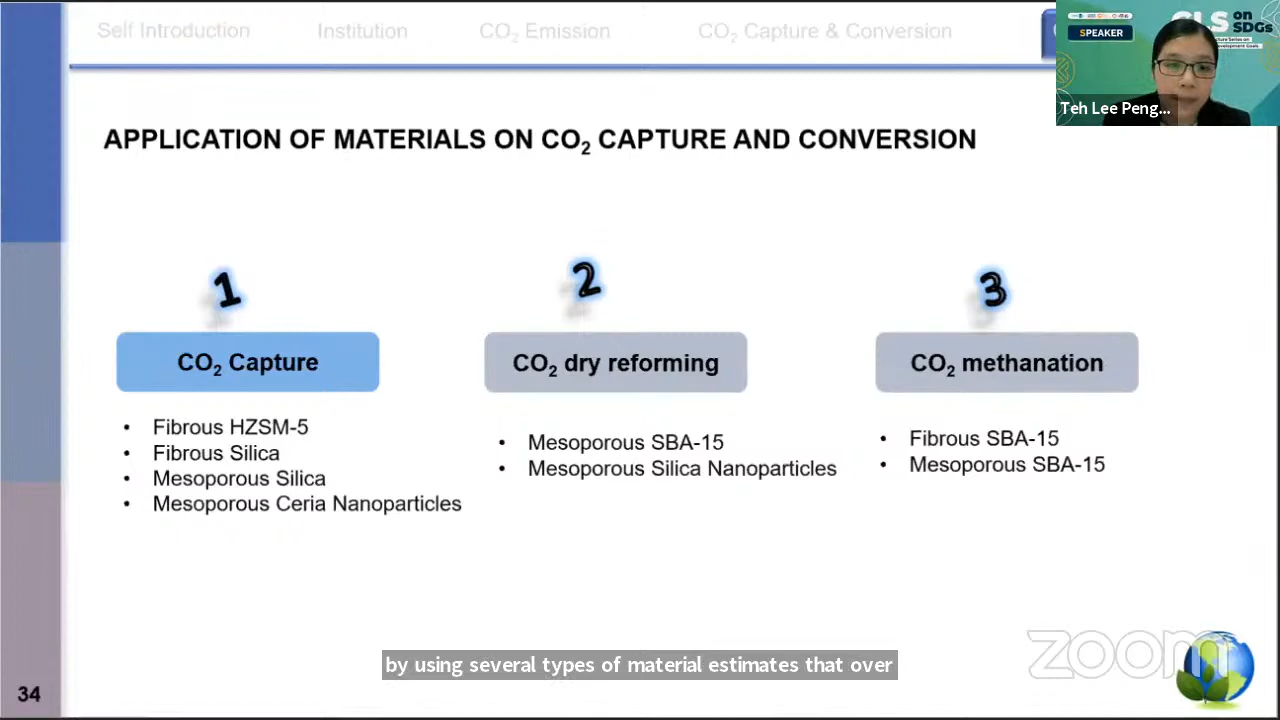 Self Introduction
Institution
CO₂ Emission
CO₂ Capture & Conversion
SPEAKER
GLS on
SDGs
Teh Lee Peng...
APPLICATION OF MATERIALS ON CO₂ CAPTURE AND CONVERSION
1
CO₂ Capture
• Fibrous HZSM-5
• Fibrous Silica
• Mesoporous Silica
• Mesoporous Ceria Nanoparticles
2
CO₂ dry reforming
• Mesoporous SBA-15
• Mesoporous Silica Nanoparticles
3
CO₂ methanation
• Fibrous SBA-15
• Mesoporous SBA-15
by using several types of material estimates that over
zoom
34